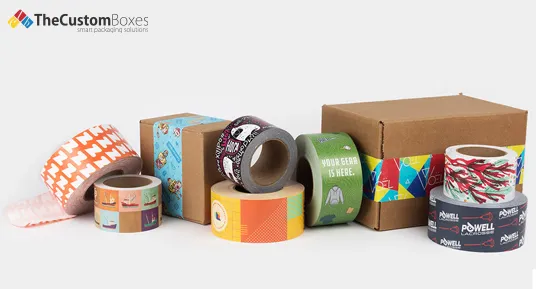 TheCustomBoxes
smart packaging solutions
YOUR GEAR
IS HERE.
POWELL
LACROSSE
POWELL
LACROSSE